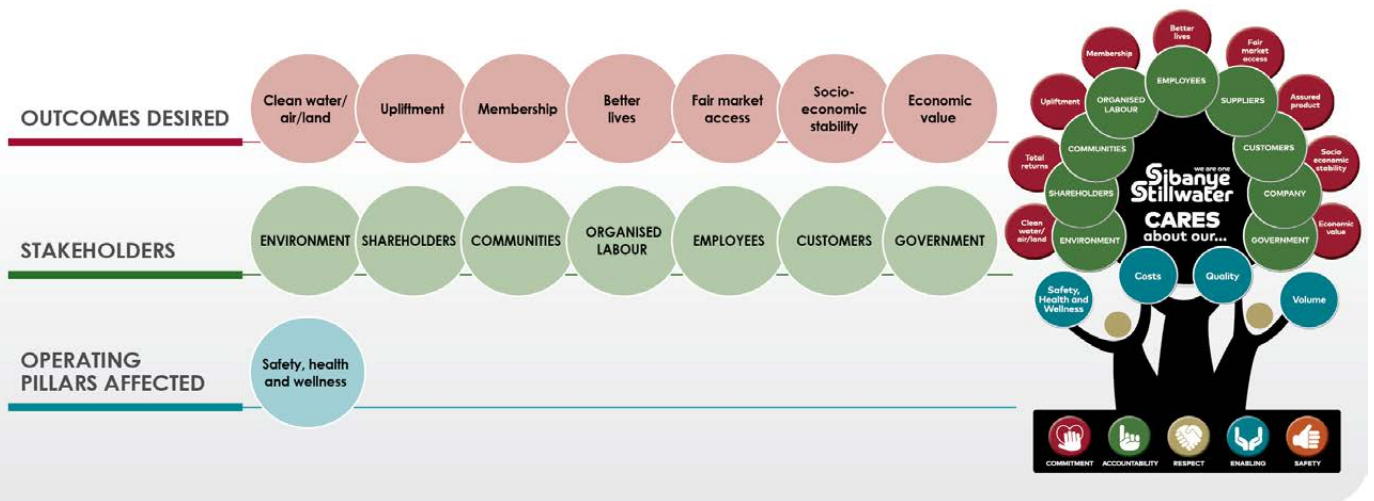 OUTCOMES DESIRED
Clean water/
air/land
Upliftment
Membership
Better
lives
Fair market
access
Socio-
economic
stability
Economic
value
STAKEHOLDERS
ENVIRONMENT
SHAREHOLDERS
COMMUNITIES
ORGANISED
LABOUR
EMPLOYEES
CUSTOMERS
GOVERNMENT
OPERATING
PILLARS AFFECTED
Safety, health
and wellness
Better
lives
Membership
Fair
market
access
EMPLOYEES
Upliftment
ORGANISED
LABOUR
SUPPLIERS
Assured
product
Total
returns
COMMUNITIES
CUSTOMERS
Socio
economic
stability
we are one
Sibanye
Stillwater
CARES
about our...
SHAREHOLDERS
COMPANY
Clean
water/
air/land
ENVIRONMENT
GOVERNMENT
Economic
value
Safety,
Health and
Wellness
Costs
Quality
Volume
COMMITMENT
ACCOUNTABILITY
RESPECT
ENABLING
SAFETY